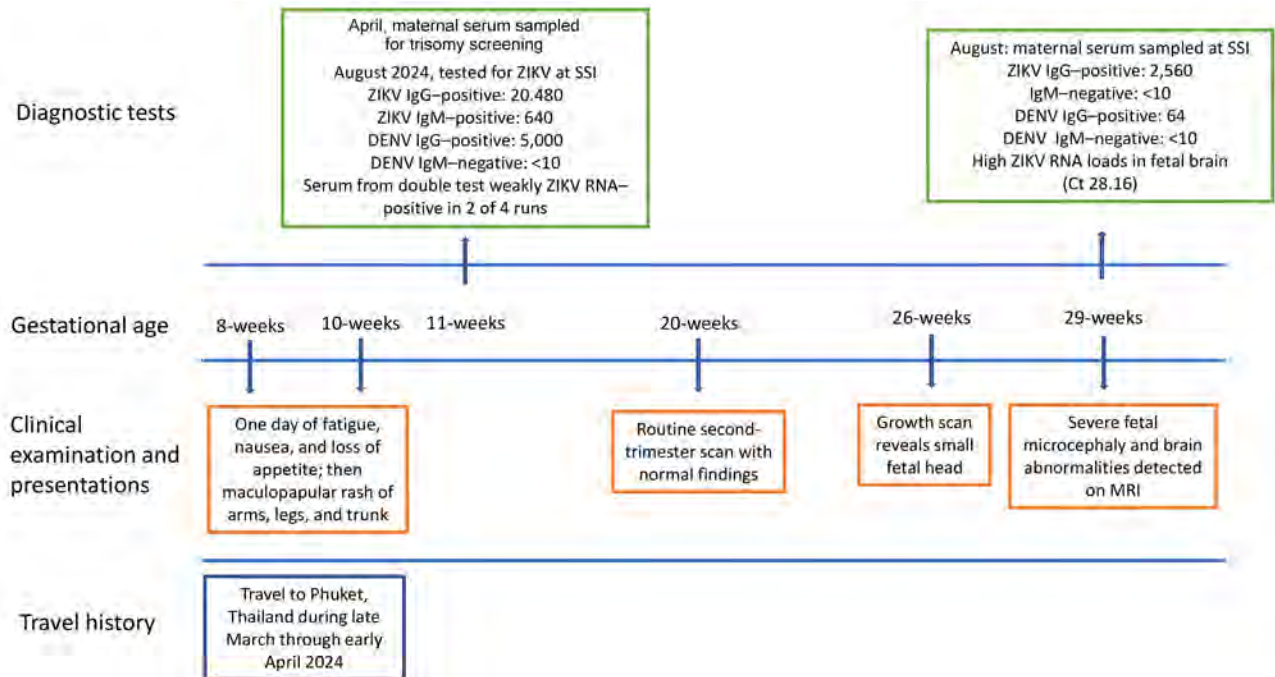 Diagnostic tests
April, maternal serum sampled
for trisomy screening
August 2024, tested for ZIKV at SSI
ZIKV IgG–positive: 20.480
ZIKV IgM–positive: 640
DENV IgG–positive: 5,000
DENV IgM–negative: <10
Serum from double test weakly ZIKV RNA–
positive in 2 of 4 runs
August: maternal serum sampled at SSI
ZIKV IgG–positive: 2,560
IgM–negative: <10
DENV IgG–positive: 64
DENV IgM–negative: <10
High ZIKV RNA loads in fetal brain
(Ct 28.16)
Gestational age
8-weeks
10-weeks
11-weeks
20-weeks
26-weeks
29-weeks
Clinical
examination and
presentations
One day of fatigue,
nausea, and loss of
appetite; then
maculopapular rash of
arms, legs, and trunk
Routine second-
trimester scan with
normal findings
Growth scan
reveals small
fetal head
Severe fetal
microcephaly and brain
abnormalities detected
on MRI
Travel history
Travel to Phuket,
Thailand during late
March through early
April 2024